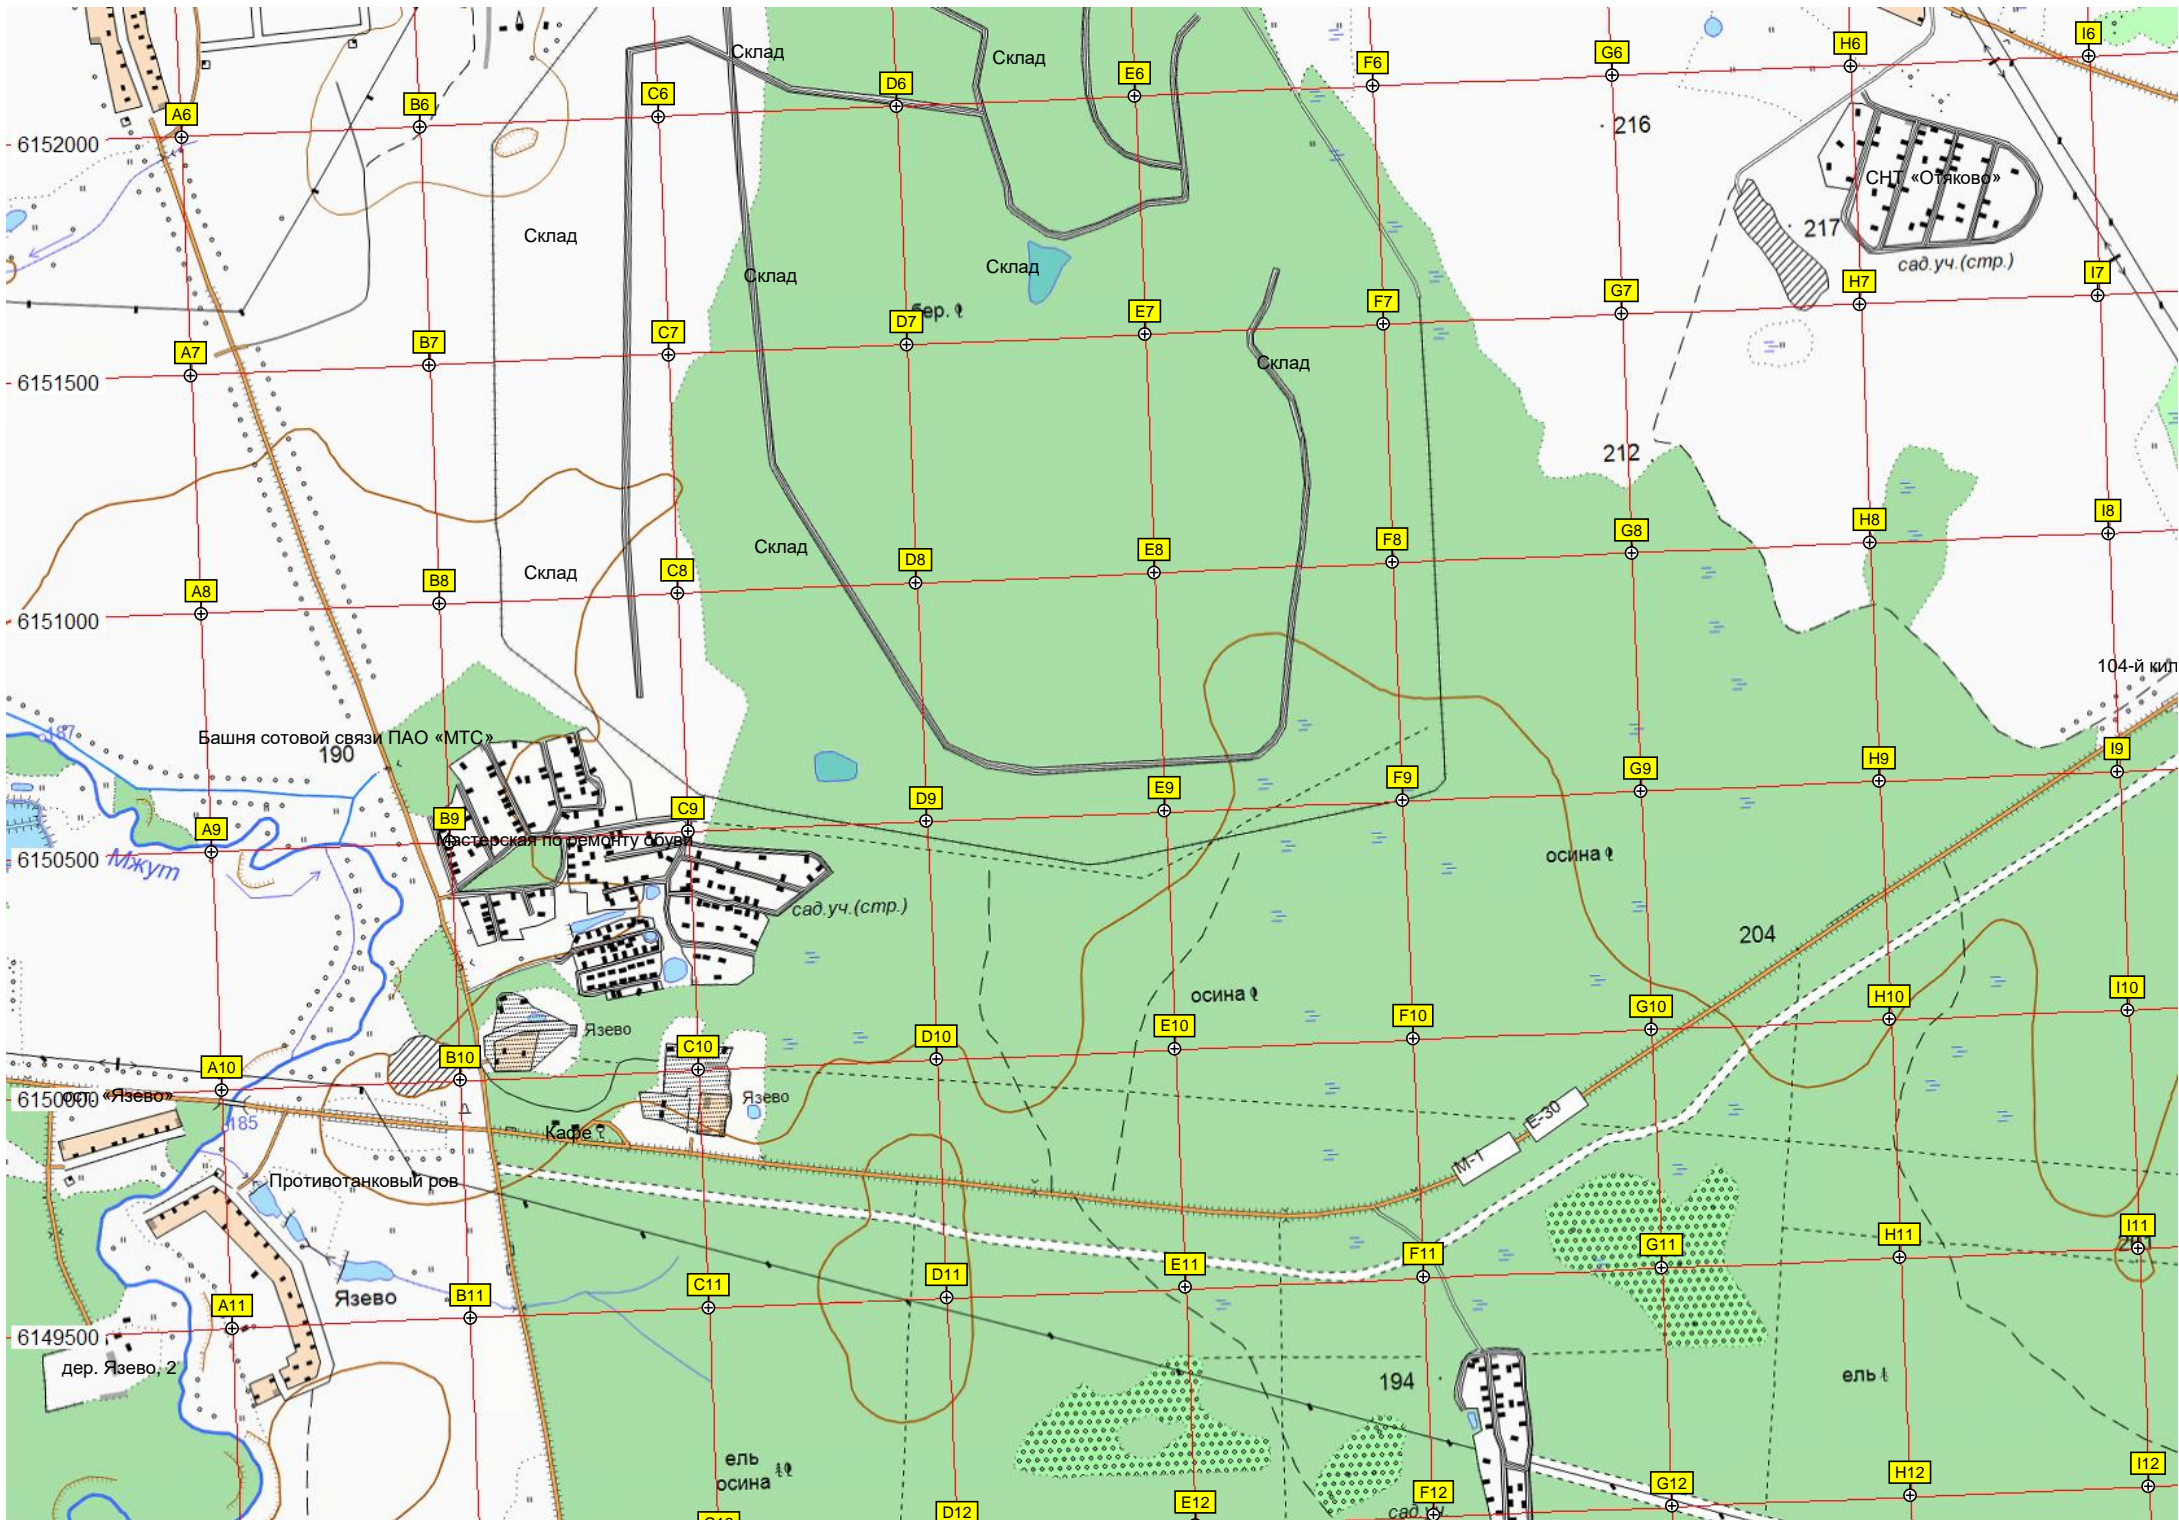 I6
H6
G6
F6
E6
D6
C6
B6
A6
Склад
Склад
6152000
216
СНТ «Отяково»
217
сад.уч.(стр.)
Склад
Склад
Склад
I7
H7
G7
F7
E7
бер.
D7
C7
B7
A7
Склад
6151500
212
I8
H8
G8
F8
E8
D8
C8
B8
A8
Склад
Склад
6151000
104-й кил
187
Башня сотовой связи ПАО «МТС»
190
I9
H9
G9
F9
E9
D9
C9
B9
A9
Мастерская по ремонту обуви
осина
6150500
Мжут
сад.уч.(стр.)
204
осина
I10
H10
G10
F10
E10
D10
C10
B10
A10
Язево
Язево
6150000
ост. «Язево»
185
Кафе
E-30
М-1
Противотанковый ров
I11
H11
G11
F11
E11
D11
C11
B11
A11
Язево
6149500
дер. Язево, 2
194
ель
ель
осина
I12
H12
G12
F12
E12
D12
сад.уч.